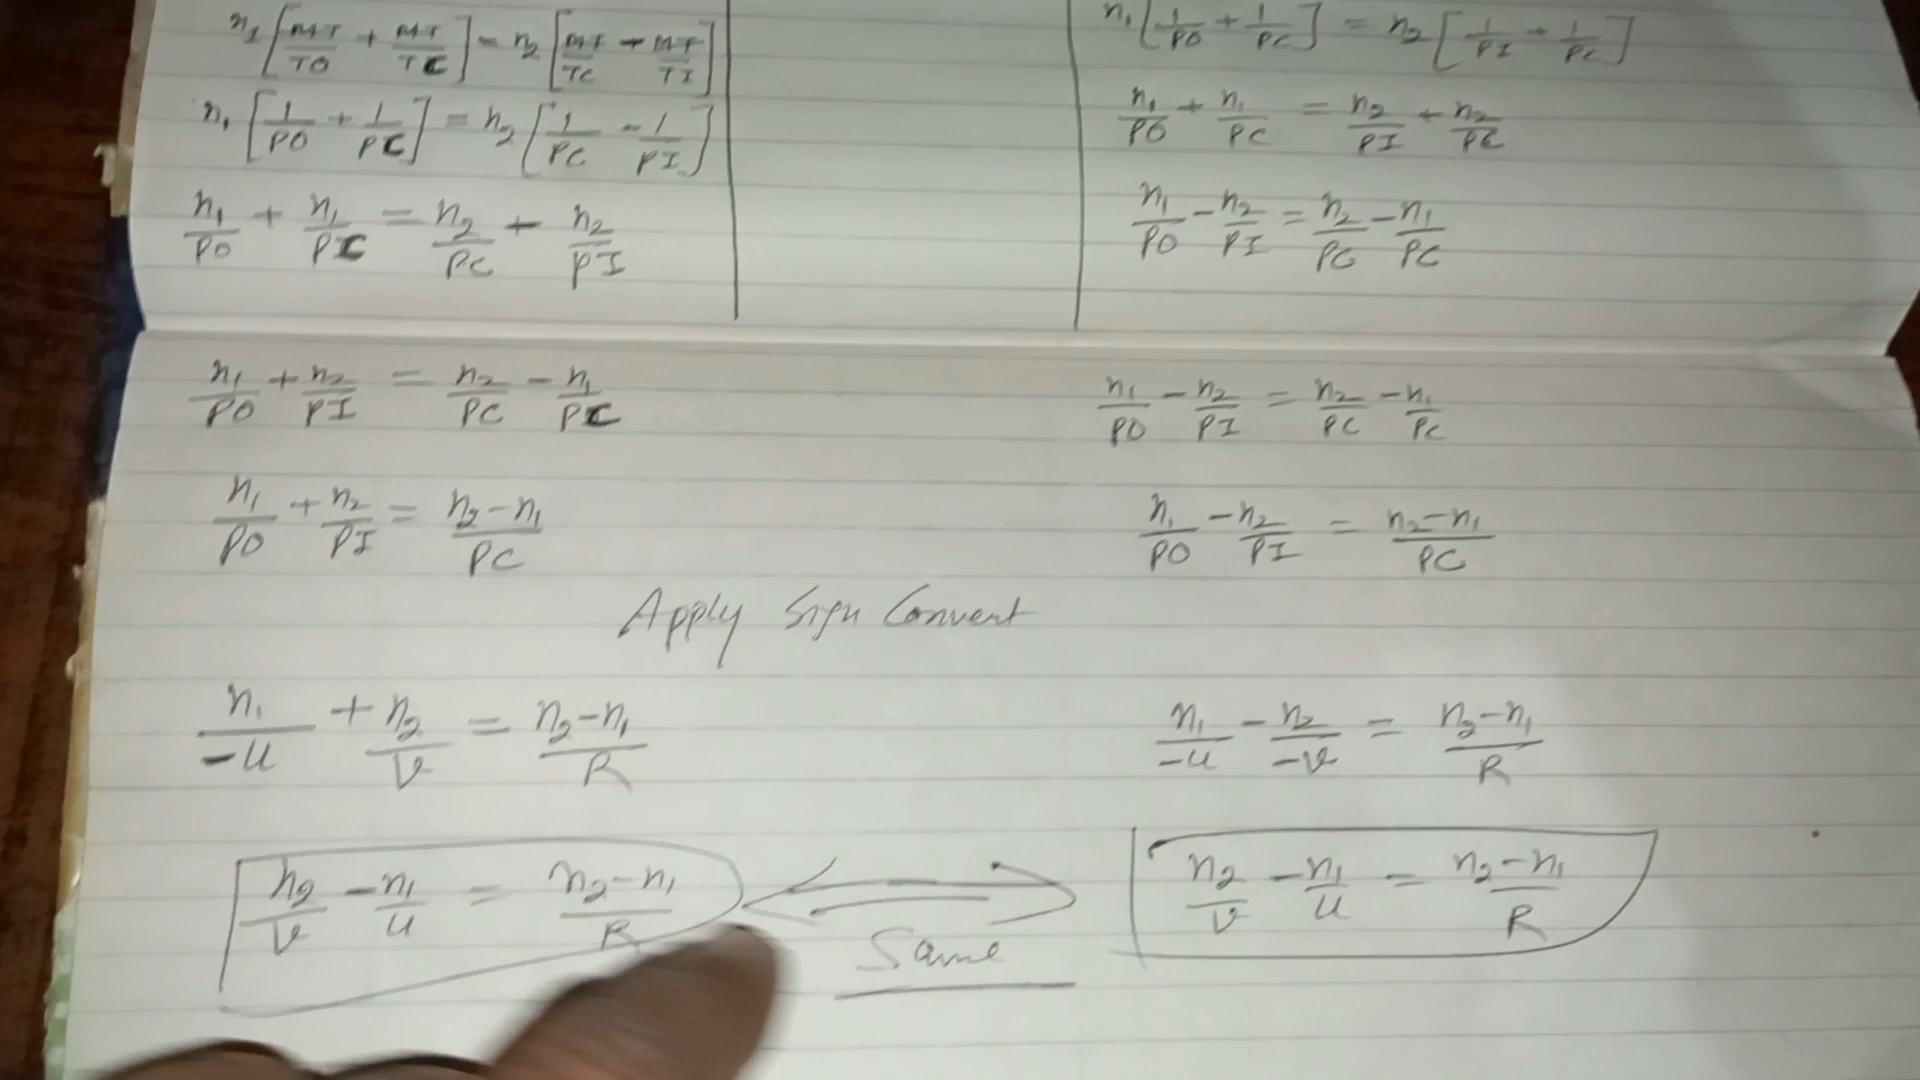 n₁[MT/TO + MT/TC] = n₂[MT/TC - MT/TI]
n₁[1/PO + 1/PC] = n₂[1/PC - 1/PI]
n₁/PO + n₁/PC = n₂/PC + n₂/PI
n₁[1/PO + 1/PC] = n₂[1/PI + 1/PC]
n₁/PO + n₁/PC = n₂/PI + n₂/PC
n₁/PO - n₂/PI = n₂/PC - n₁/PC
n₁/PO + n₂/PI = n₂/PC - n₁/PC
n₁/PO - n₂/PI = n₂/PC - n₁/PC
n₁/PO + n₂/PI = n₂-n₁/PC
n₁/PO - n₂/PI = n₂-n₁/PC
Apply Sign Convent
n₁/-u + n₂/v = n₂-n₁/R
n₁/-u - n₂/-v = n₂-n₁/R
n₂/v - n₁/u = n₂-n₁/R
n₂/v - n₁/u = n₂-n₁/R
Same